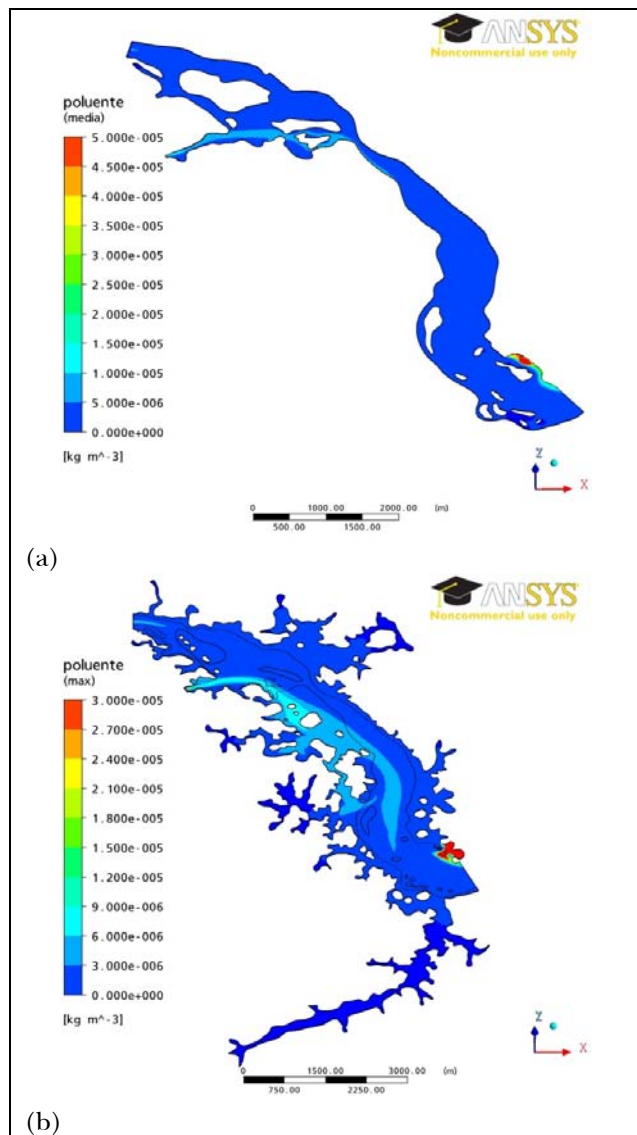 ANSYS
Noncommercial use only
poluente
(media)
5.000e-005
4.500e-005
4.000e-005
3.500e-005
3.000e-005
2.500e-005
2.000e-005
1.500e-005
1.000e-005
5.000e-006
0.000e+000
[kg m^-3]
Z
X
0 1000.00 2000.00 (m)
500.00 1500.00
(a)
ANSYS
Noncommercial use only
poluente
(max)
3.000e-005
2.700e-005
2.400e-005
2.100e-005
1.800e-005
1.500e-005
1.200e-005
9.000e-006
6.000e-006
3.000e-006
0.000e+000
[kg m^-3]
Z
X
0 1500.00 3000.00 (m)
750.00 2250.00
(b)